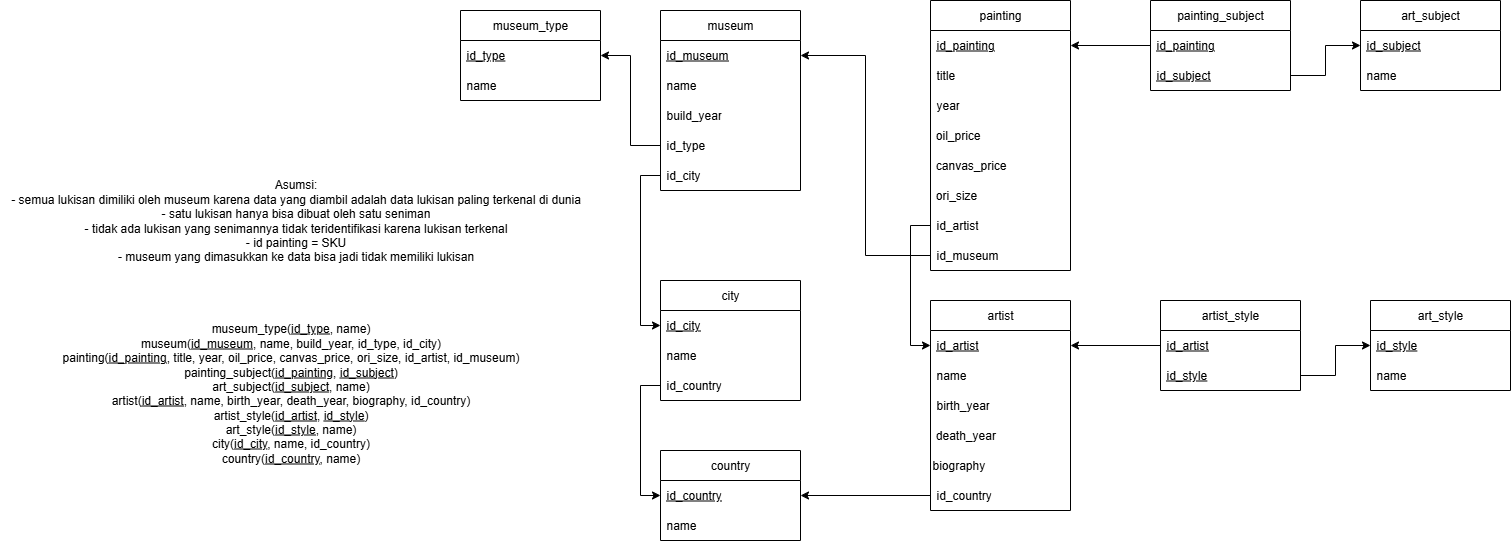 museum_type
id_type
name
museum
id_museum
name
build_year
id_type
id_city
painting
id_painting
title
year
oil_price
canvas_price
ori_size
id_artist
id_museum
painting_subject
id_painting
id_subject
art_subject
id_subject
name
Asumsi:
- semua lukisan dimiliki oleh museum karena data yang diambil adalah data lukisan paling terkenal di dunia
- satu lukisan hanya bisa dibuat oleh satu seniman
- tidak ada lukisan yang senimannya tidak teridentifikasi karena lukisan terkenal
- id painting = SKU
- museum yang dimasukkan ke data bisa jadi tidak memiliki lukisan
museum_type(id_type, name)
museum(id_museum, name, build_year, id_type, id_city)
painting(id_painting, title, year, oil_price, canvas_price, ori_size, id_artist, id_museum)
painting_subject(id_painting, id_subject)
art_subject(id_subject, name)
artist(id_artist, name, birth_year, death_year, biography, id_country)
artist_style(id_artist, id_style)
art_style(id_style, name)
city(id_city, name, id_country)
country(id_country, name)
city
id_city
name
id_country
country
id_country
name
artist
id_artist
name
birth_year
death_year
biography
id_country
artist_style
id_artist
id_style
art_style
id_style
name